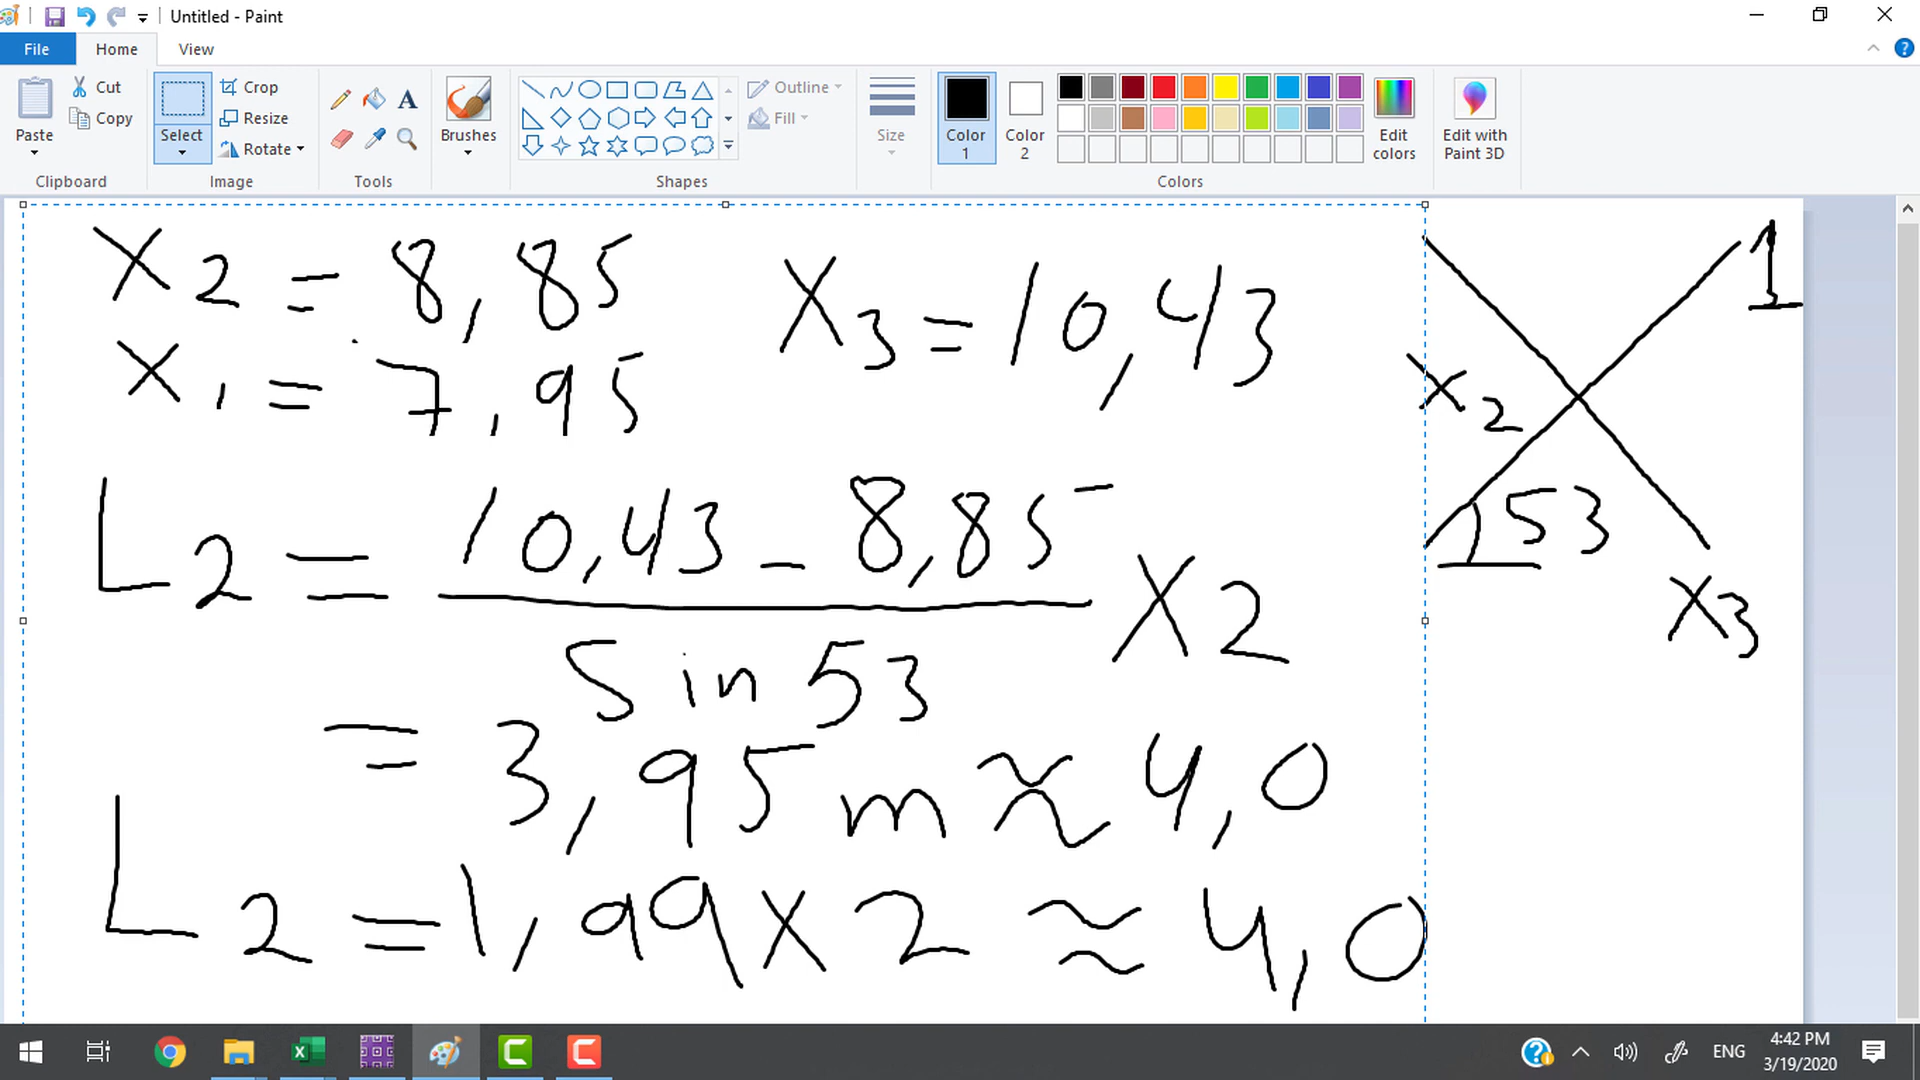 Untitled - Paint
File Home View
Paste
Cut
Copy
Clipboard
Select
Crop
Resize
Rotate
Image
Tools
Brushes
Shapes
Outline
Fill
Size
Color 1
Color 2
Edit colors
Colors
Edit with Paint 3D
X2 = 8,85
X3 = 10,43
X1 = 7,95
L2 = 10,43 - 8,85
Sin 53
X2
= 3,95 m ≈ 4,0
L2 = 1,99 X 2 ≈ 4,0
1
X2
53
X3
ENG
4:42 PM
3/19/2020